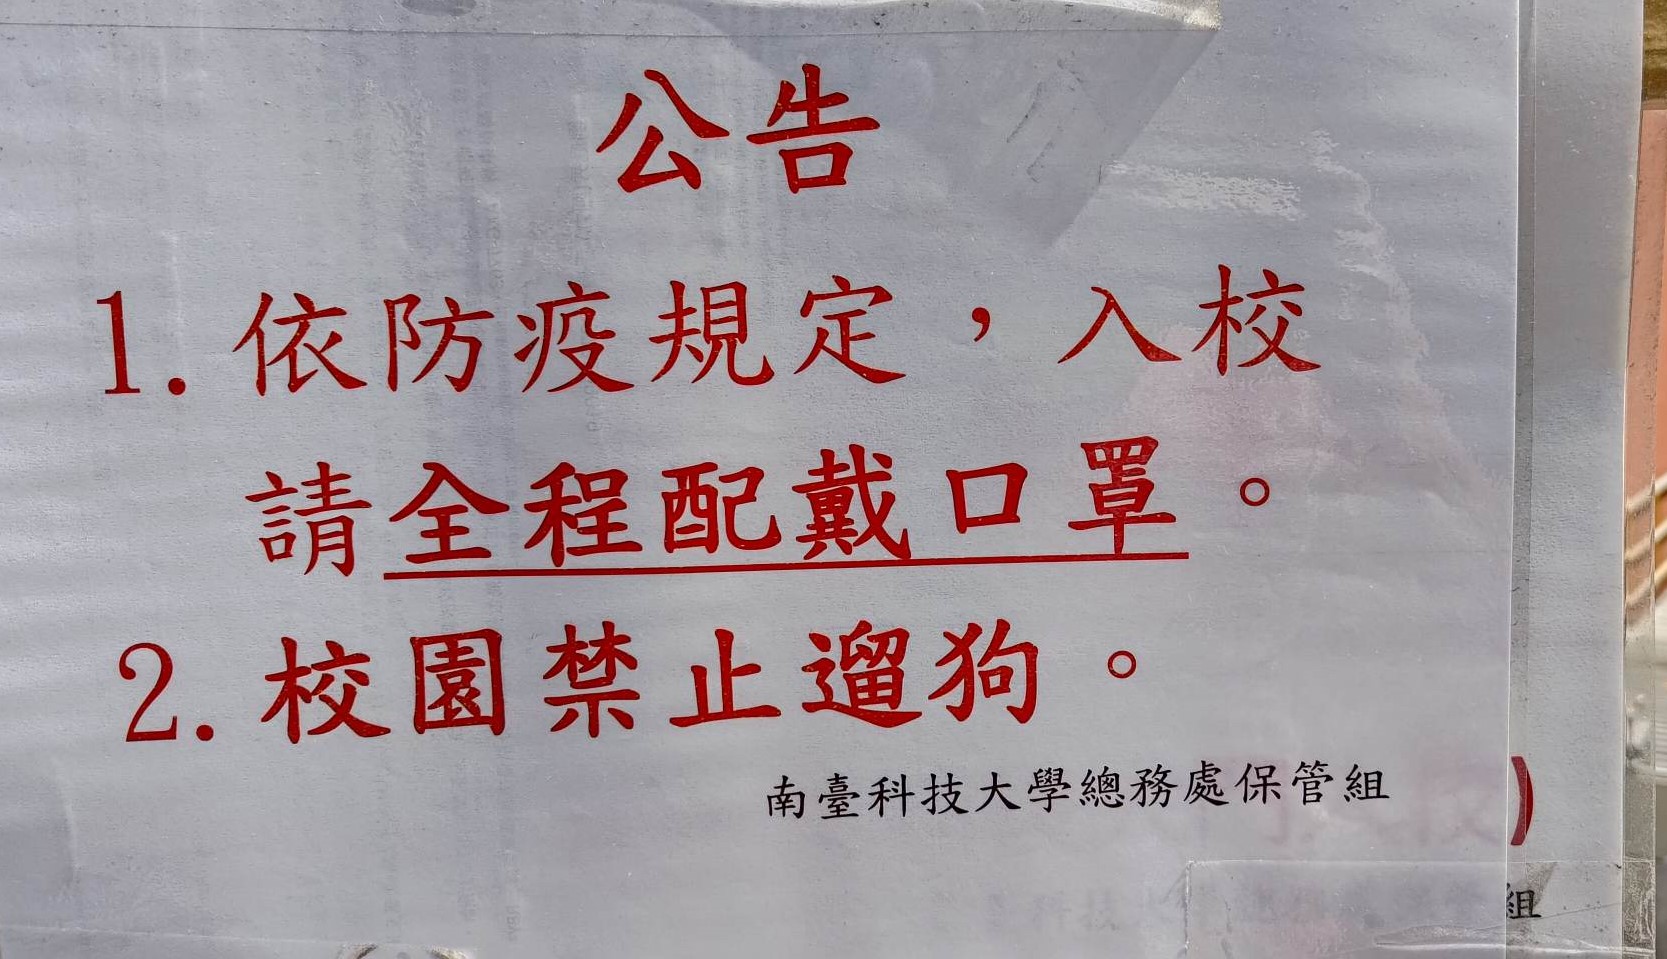 公告
1. 依防疫規定，入校
請全程配戴口罩。
2. 校園禁止遛狗。
南臺科技大學總務處保管組
)
組